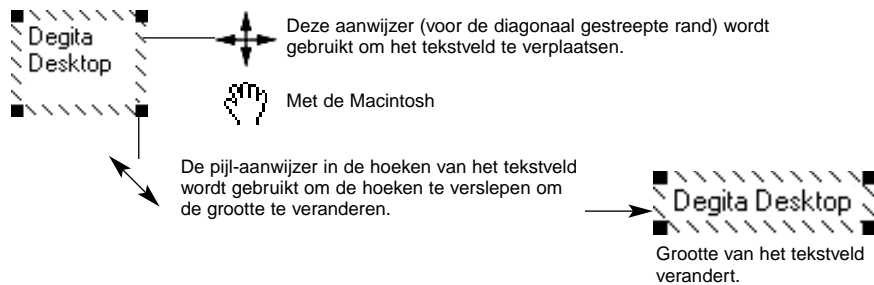 Degita
Desktop
Deze aanwijzer (voor de diagonaal gestreepte rand) wordt
gebruikt om het tekstveld te verplaatsen.
Met de Macintosh
De pijl-aanwijzer in de hoeken van het tekstveld
wordt gebruikt om de hoeken te verslepen om
de grootte te veranderen.
Degita Desktop
Grootte van het tekstveld
verandert.